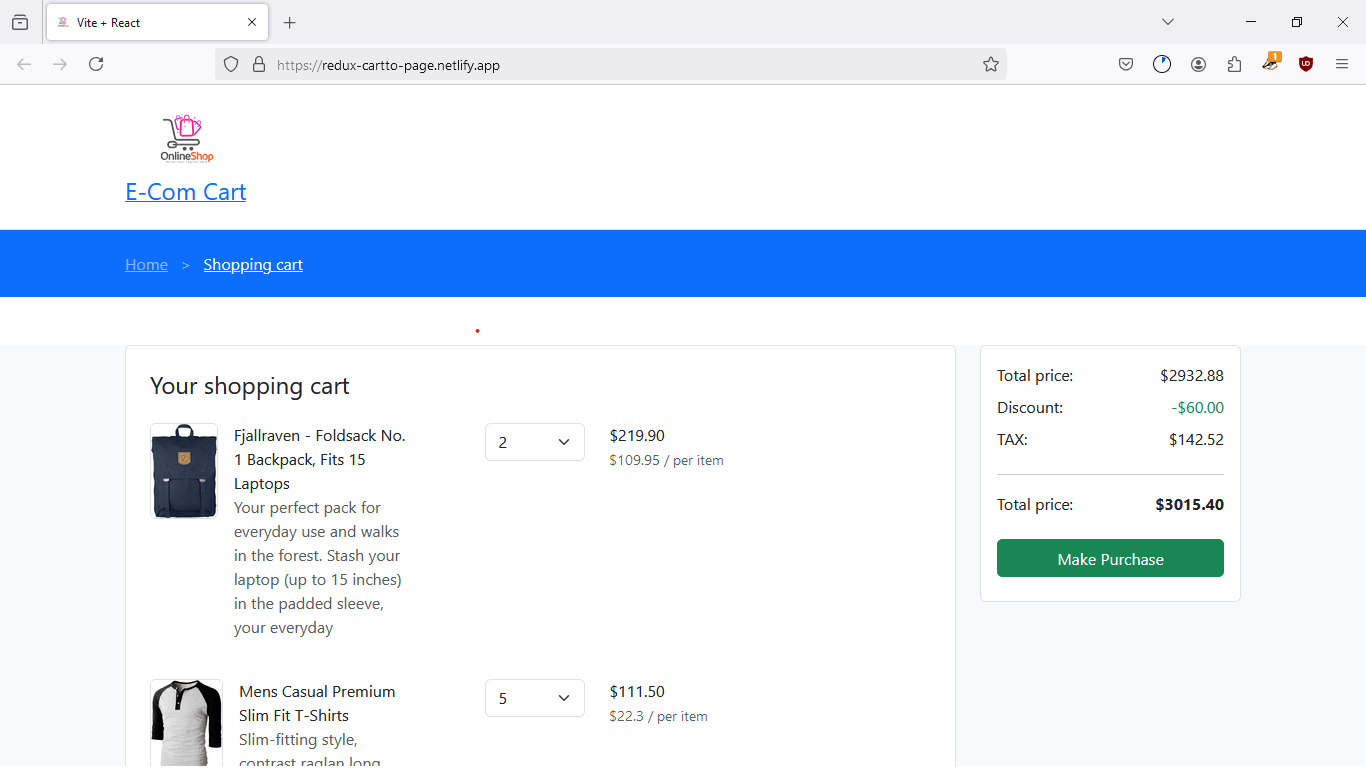 Vite + React
https://redux-cartto-page.netlify.app
1
OnlineShop
E-Com Cart
Home > Shopping cart
Your shopping cart
Fjallraven - Foldsack No.
1 Backpack, Fits 15
Laptops
Your perfect pack for
everyday use and walks
in the forest. Stash your
laptop (up to 15 inches)
in the padded sleeve,
your everyday
2
$219.90
$109.95 / per item
Mens Casual Premium
Slim Fit T-Shirts
Slim-fitting style,
contrast raglan long
5
$111.50
$22.3 / per item
Total price: $2932.88
Discount: -$60.00
TAX: $142.52
Total price: $3015.40
Make Purchase